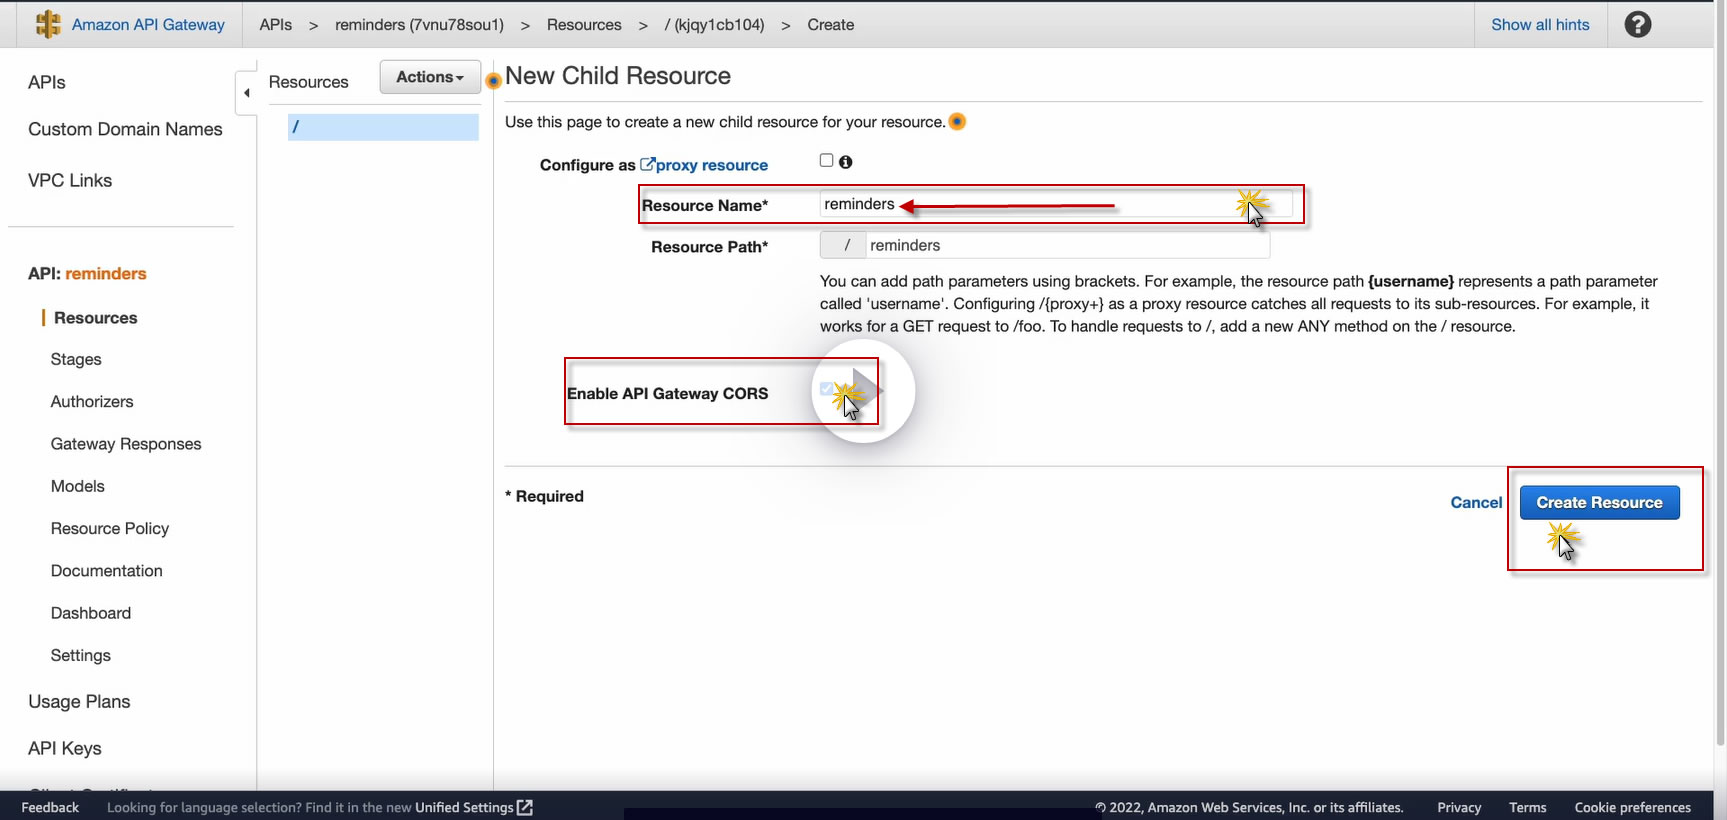 Amazon API Gateway
APIs > reminders (7vnu78sou1) > Resources > / (kjqy1cb104) > Create
Show all hints
?
APIs
Custom Domain Names
VPC Links
API: reminders
Resources
Stages
Authorizers
Gateway Responses
Models
Resource Policy
Documentation
Dashboard
Settings
Usage Plans
API Keys
Resources
Actions
/
New Child Resource
Use this page to create a new child resource for your resource.
Configure as proxy resource
Resource Name* reminders
Resource Path* / reminders
You can add path parameters using brackets. For example, the resource path {username} represents a path parameter
called 'username'. Configuring /{proxy+} as a proxy resource catches all requests to its sub-resources. For example, it
works for a GET request to /foo. To handle requests to /, add a new ANY method on the / resource.
Enable API Gateway CORS
* Required
Cancel
Create Resource
Feedback
Looking for language selection? Find it in the new Unified Settings
© 2022, Amazon Web Services, Inc. or its affiliates.
Privacy
Terms
Cookie preferences